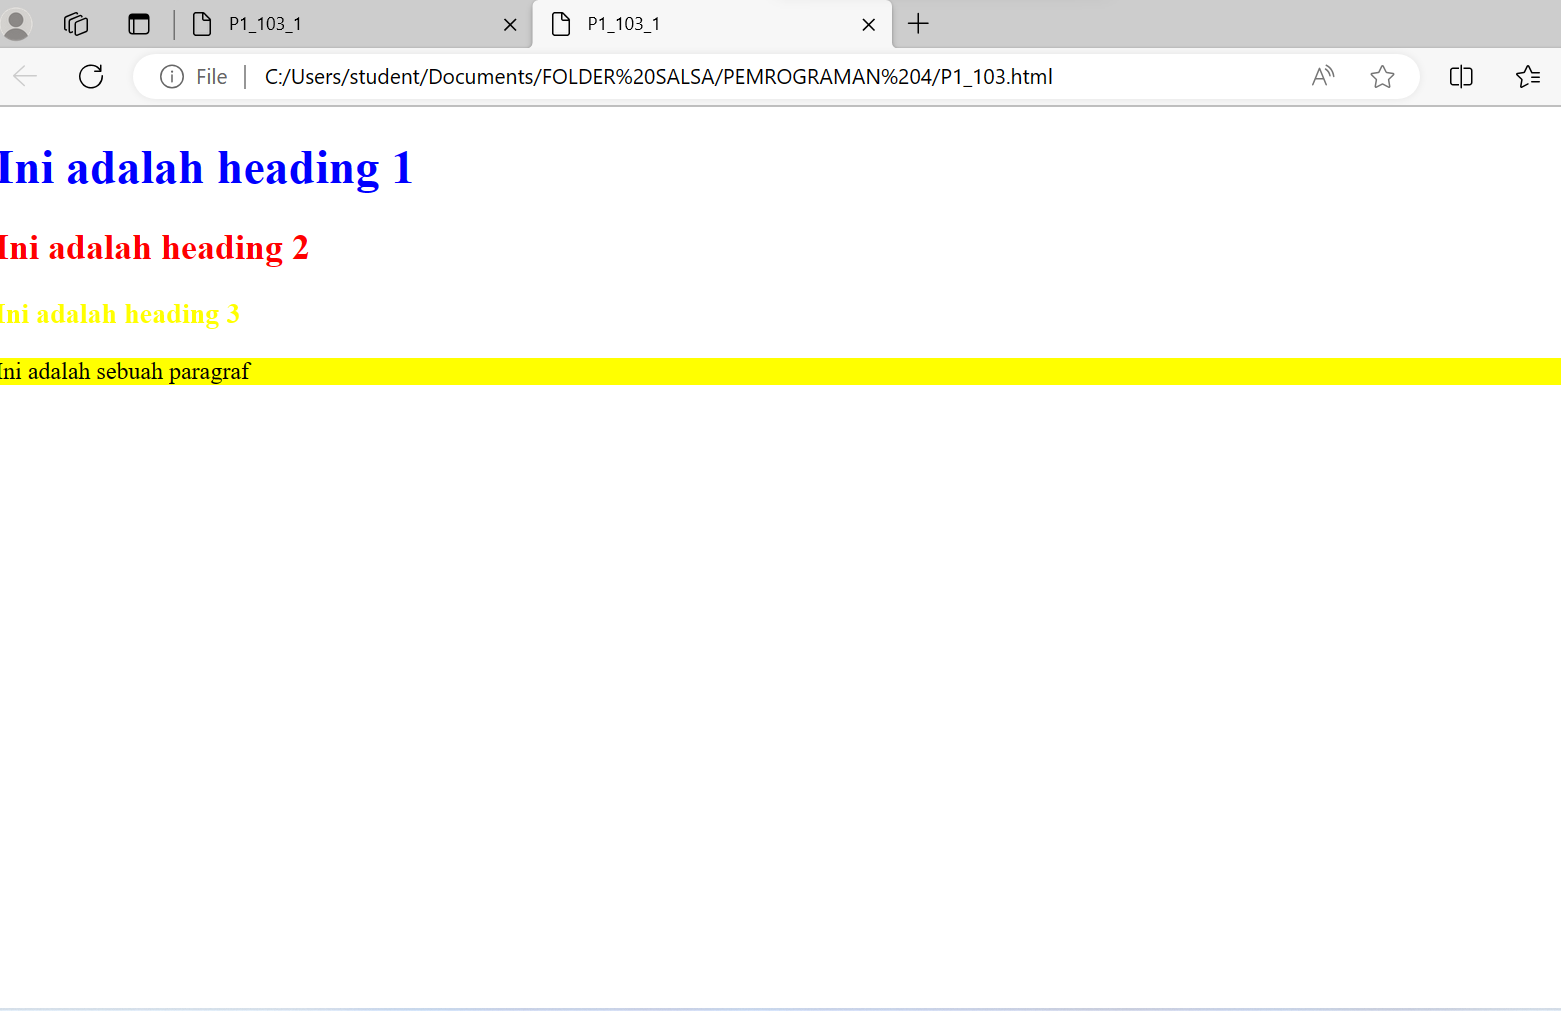 P1_103_1
P1_103_1
File
C:/Users/student/Documents/FOLDER%20SALSA/PEMROGRAMAN%204/P1_103.html
Ini adalah heading 1
Ini adalah heading 2
Ini adalah heading 3
Ini adalah sebuah paragraf